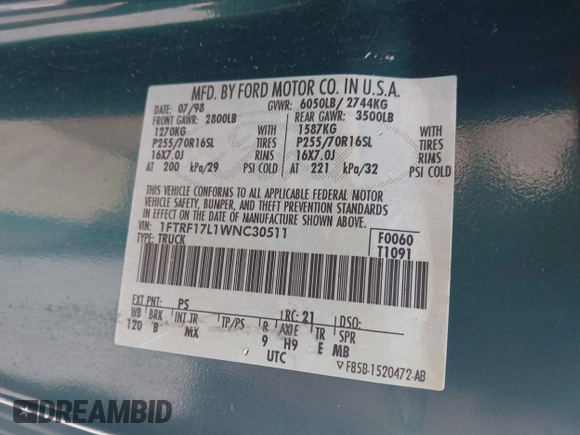 MFD. BY FORD MOTOR CO. IN U.S.A.
DATE: 07/98 GVWR: 6050LB/ 2744KG
FRONT GAWR: 2800LB REAR GAWR: 3500LB
1270KG WITH 1587KG WITH
P255/70R16SL TIRES P255/70R16SL TIRES
16X7.0J RIMS 16X7.0J RIMS
AT 200 kPa/29 PSI COLD AT 221 kPa/32 PSI COLD
THIS VEHICLE CONFORMS TO ALL APPLICABLE FEDERAL MOTOR
VEHICLE SAFETY, BUMPER, AND THEFT PREVENTION STANDARDS
IN EFFECT ON THE DATE OF MANUFACTURE SHOWN ABOVE.
VIN: 1FTRF17L1WNC30511 F0060
TYPE: TRUCK T1091
EXT PNT: PS RC: 21 DSO:
WB BRK INT TR TP/PS R AXLE TR SPR
120 B MX 9 H9 E MB
UTC
▽ F85B-1520472-AB
DREAMBID